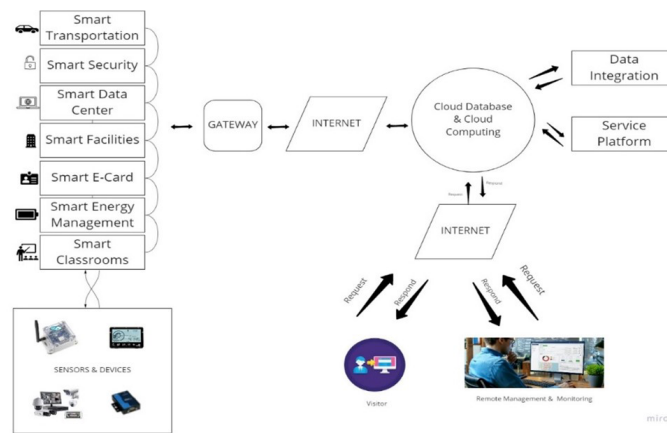 Smart
Transportation
Smart Security
Smart Data
Center
Smart Facilities
Smart E-Card
Smart Energy
Management
Smart
Classrooms
SENSORS & DEVICES
GATEWAY
INTERNET
Cloud Database
& Cloud
Computing
Data
Integration
Service
Platform
Request
Respond
INTERNET
Request
Respond
Respond
Request
Visitor
Remote Management & Monitoring
miro